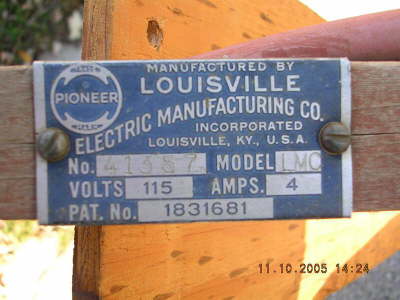 MANUFACTURED BY
PIONEER
LOUISVILLE
ELECTRIC MANUFACTURING CO.
INCORPORATED
LOUISVILLE, KY., U.S.A.
No. 41387 MODEL LMC
VOLTS 115 AMPS. 4
PAT. No. 1831681
11.10.2005 14:24